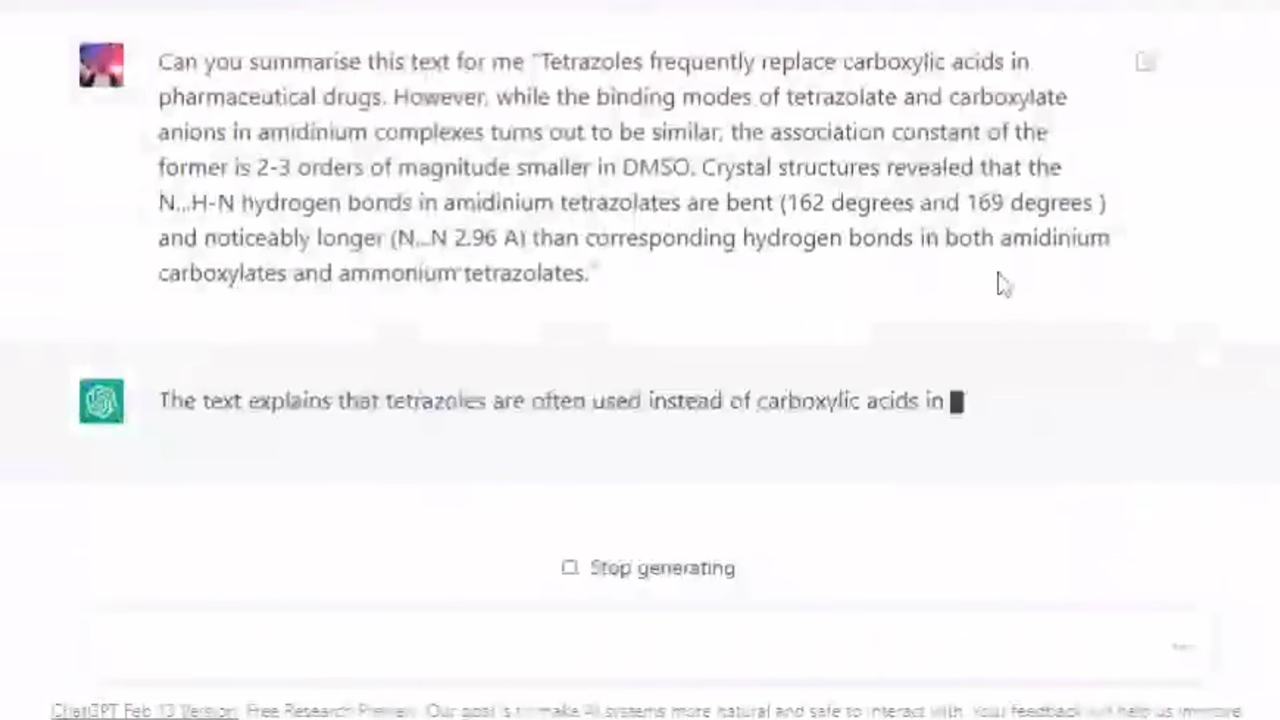 Can you summarise this text for me "Tetrazoles frequently replace carboxylic acids in
pharmaceutical drugs. However, while the binding modes of tetrazolate and carboxylate
anions in amidinium complexes turns out to be similar, the association constant of the
former is 2-3 orders of magnitude smaller in DMSO. Crystal structures revealed that the
N...H-N hydrogen bonds in amidinium tetrazolates are bent (162 degrees and 169 degrees )
and noticeably longer (N...N 2.96 A) than corresponding hydrogen bonds in both amidinium
carboxylates and ammonium tetrazolates."
The text explains that tetrazoles are often used instead of carboxylic acids in
Stop generating
ChatGPT Feb 13 Version. Free Research Preview. Our goal is to make AI systems more natural and safe to interact with. Your feedback will help us improve.